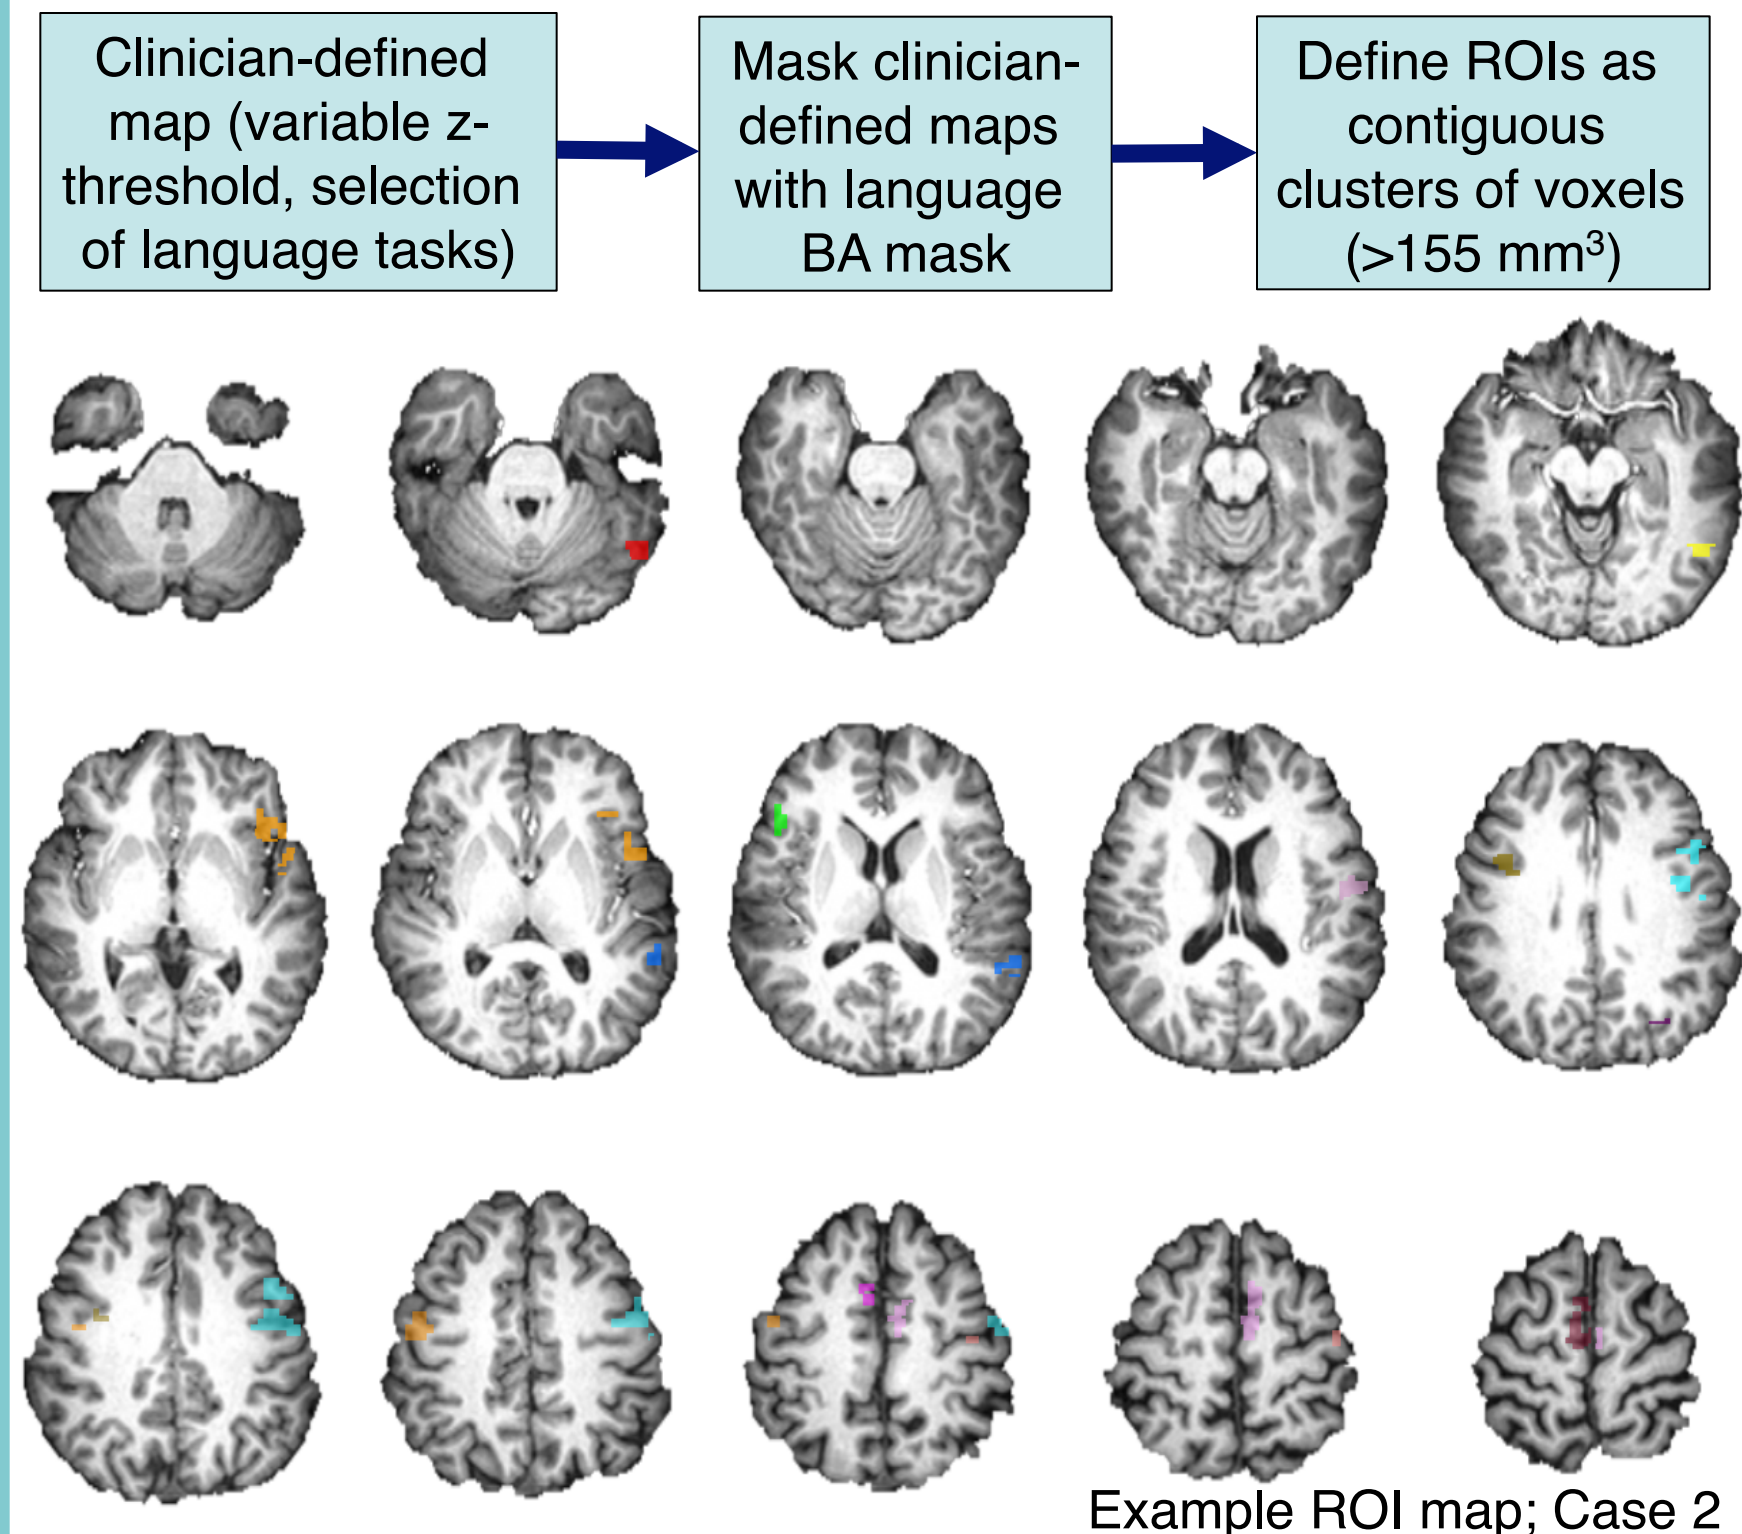 Clinician-defined
map (variable z-
threshold, selection
of language tasks)
Mask clinician-
defined maps
with language
BA mask
Define ROIs as
contiguous
clusters of voxels
(>155 mm³)
Example ROI map; Case 2